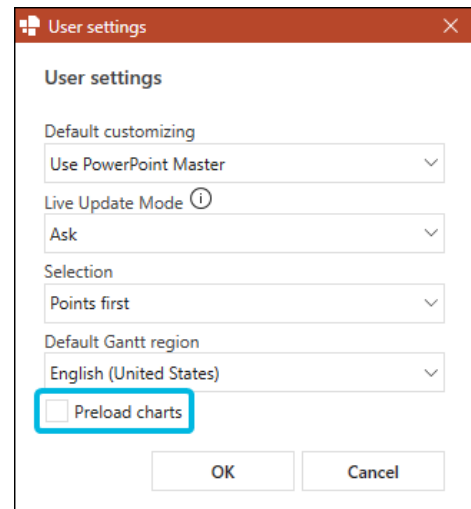 User settings
User settings
Default customizing
Use PowerPoint Master
Live Update Mode
Ask
Selection
Points first
Default Gantt region
English (United States)
Preload charts
OK Cancel